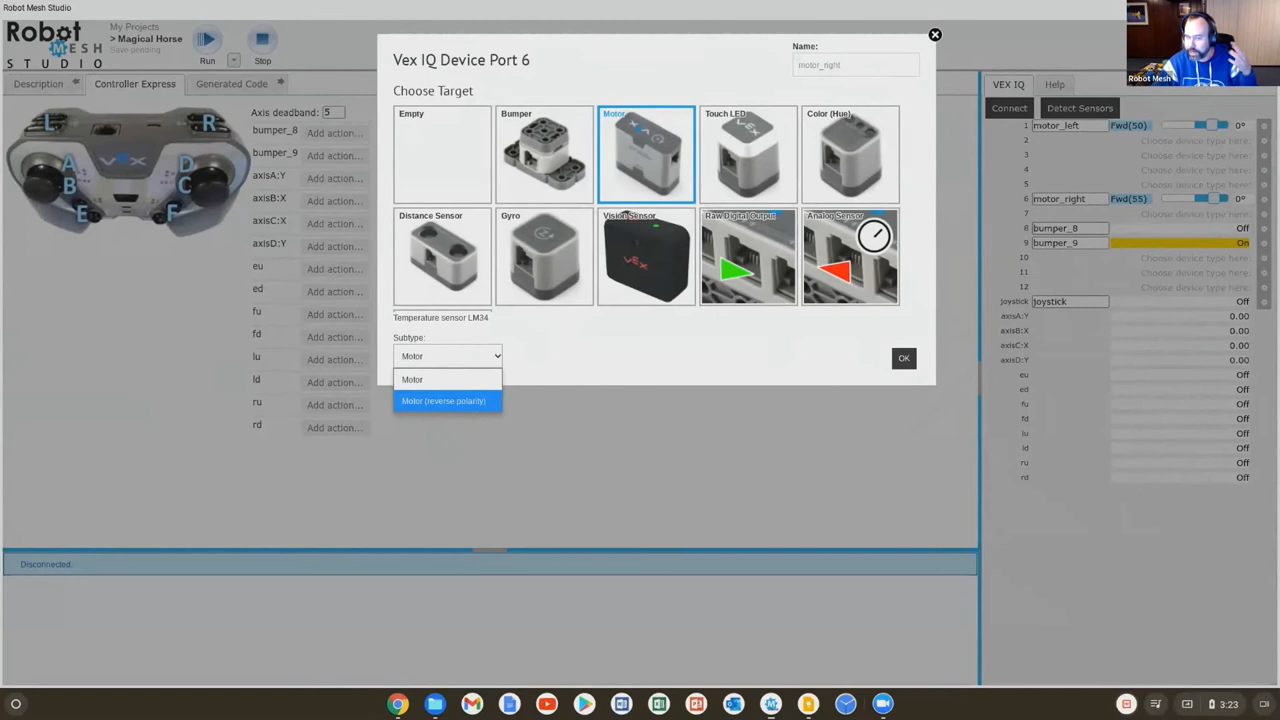 Robot Mesh Studio
Robot
MESH
STUDIO
My Projects
> Magical Horse
Save pending
Run
Stop
Description
Controller Express
Generated Code
L
R
A
B
D
C
E
F
VEX
Axis deadband: 5
bumper_8 Add action...
bumper_9 Add action...
axisA:Y Add action...
axisB:X Add action...
axisC:X Add action...
axisD:Y Add action...
eu Add action...
ed Add action...
fu Add action...
fd Add action...
lu Add action...
ld Add action...
ru Add action...
rd Add action...
Disconnected.
Vex IQ Device Port 6
Name:
motor_right
Choose Target
Empty
Bumper
Motor
Touch LED
Color (Hue)
Distance Sensor
Gyro
Vision Sensor
Raw Digital Output
Analog Sensor
vex
Temperature sensor LM34
Subtype:
Motor
Motor
Motor (reverse polarity)
OK
Robot Mesh
VEX IQ
Help
Connect
Detect Sensors
1 motor_left Fwd(50) 0°
2 Choose device type here:
3 Choose device type here:
4 Choose device type here:
5 Choose device type here:
6 motor_right Fwd(55) 0°
7 Choose device type here:
8 bumper_8 Off
9 bumper_9 On
10 Choose device type here:
11 Choose device type here:
12 Choose device type here:
joystick joystick Off
axisA:Y 0.00
axisB:X 0.00
axisC:X 0.00
axisD:Y 0.00
eu Off
ed Off
fu Off
fd Off
lu Off
ld Off
ru Off
rd Off
3:23